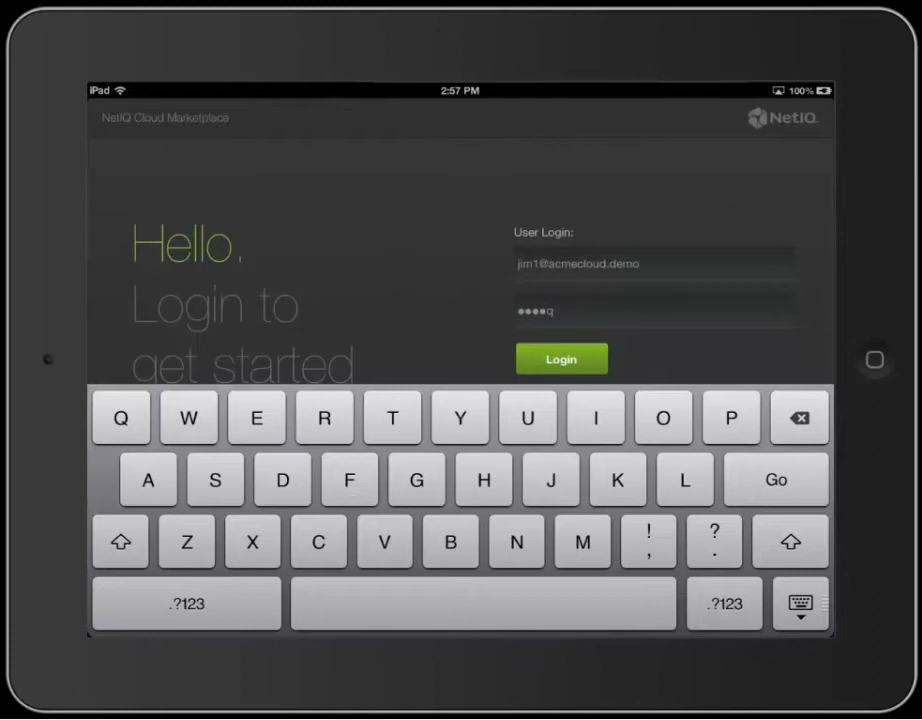 iPad 2:57 PM 100%
NetIQ Cloud Marketplace NetIQ
Hello.
Login to
get started
User Login:
jim1@acmecloud.demo
●●●●q
Login
Q W E R T Y U I O P
A S D F G H J K L Go
Z X C V B N M ! , ? .
.?123 .?123